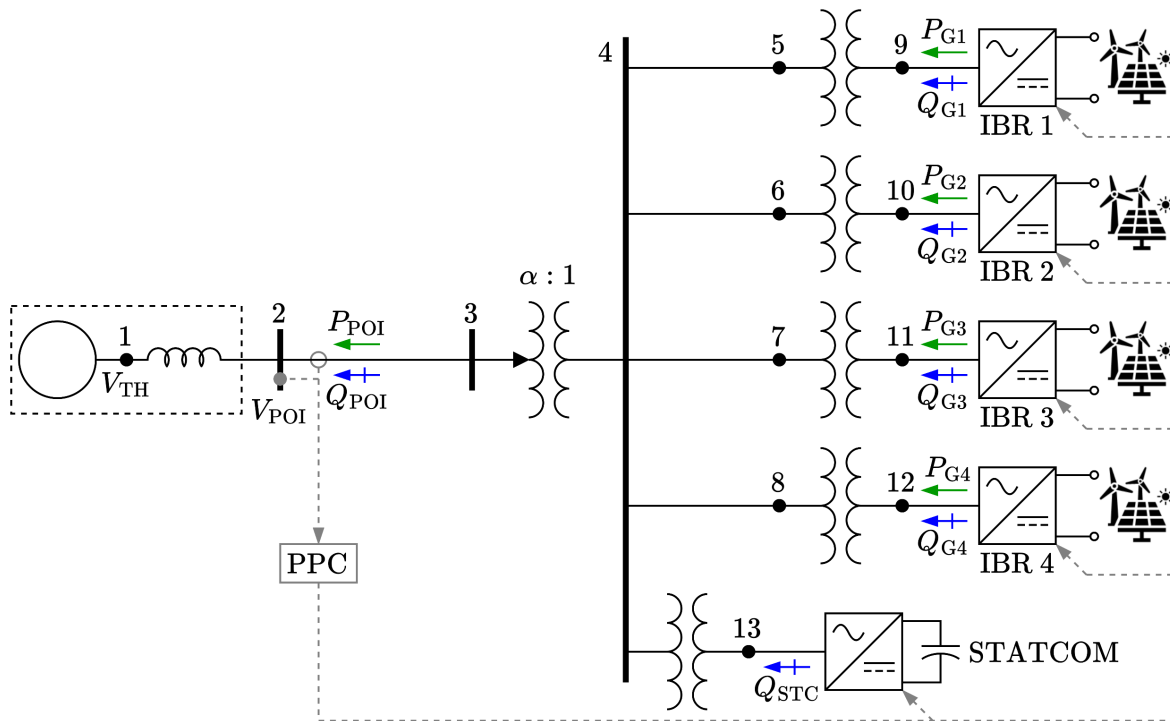 4
5
9
P_G1
Q_G1
IBR 1
6
10
P_G2
Q_G2
IBR 2
α : 1
1
V_TH
2
V_POI
P_POI
Q_POI
3
7
11
P_G3
Q_G3
IBR 3
8
12
P_G4
Q_G4
IBR 4
PPC
13
Q_STC
STATCOM